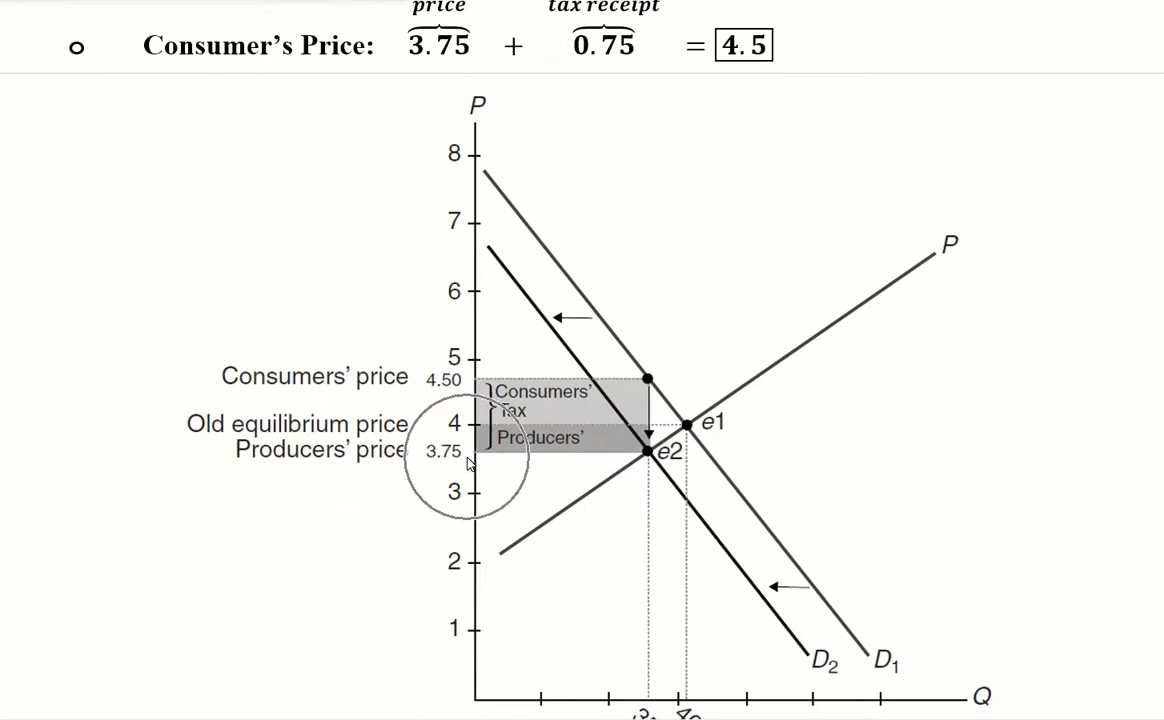 price tax receipt
o Consumer's Price: 3.75 + 0.75 = 4.5
P
8
7
P
6
5
Consumers' price 4.50
Consumers'
Tax
Old equilibrium price 4 e1
Producers'
Producers' price 3.75 e2
3
2
1
D2 D1
Q